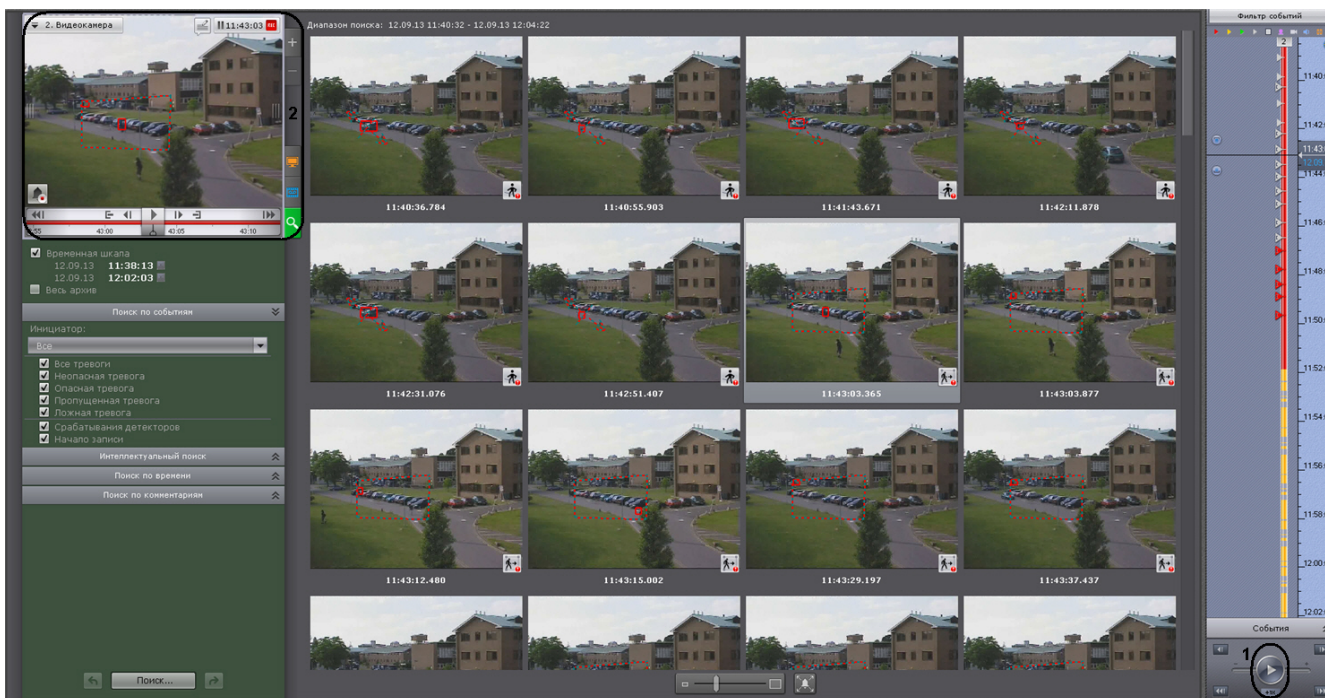 2. Видеокамера
11:43:03
2
43:00 43:05 43:10
Временная шкала
12.09.13 11:38:13
12.09.13 12:02:03
Весь архив
Поиск по событиям
Инициатор:
Все
Все тревоги
Неопасная тревога
Опасная тревога
Пропущенная тревога
Ложная тревога
Срабатывания детекторов
Начало записи
Интеллектуальный поиск
Поиск по времени
Поиск по комментариям
Поиск...
Диапазон поиска: 12.09.13 11:40:32 - 12.09.13 12:04:22
11:40:36.784 11:40:55.903 11:41:43.671 11:42:11.878
11:42:31.076 11:42:51.407 11:43:03.365 11:43:03.877
11:43:12.480 11:43:15.002 11:43:29.197 11:43:37.437
Фильтр событий
2
11:40:
11:42:
11:43:
11:44:
11:46:
11:48:
11:50:
11:52:
11:54:
11:56:
11:58:
12:00:
12:02:
События
1